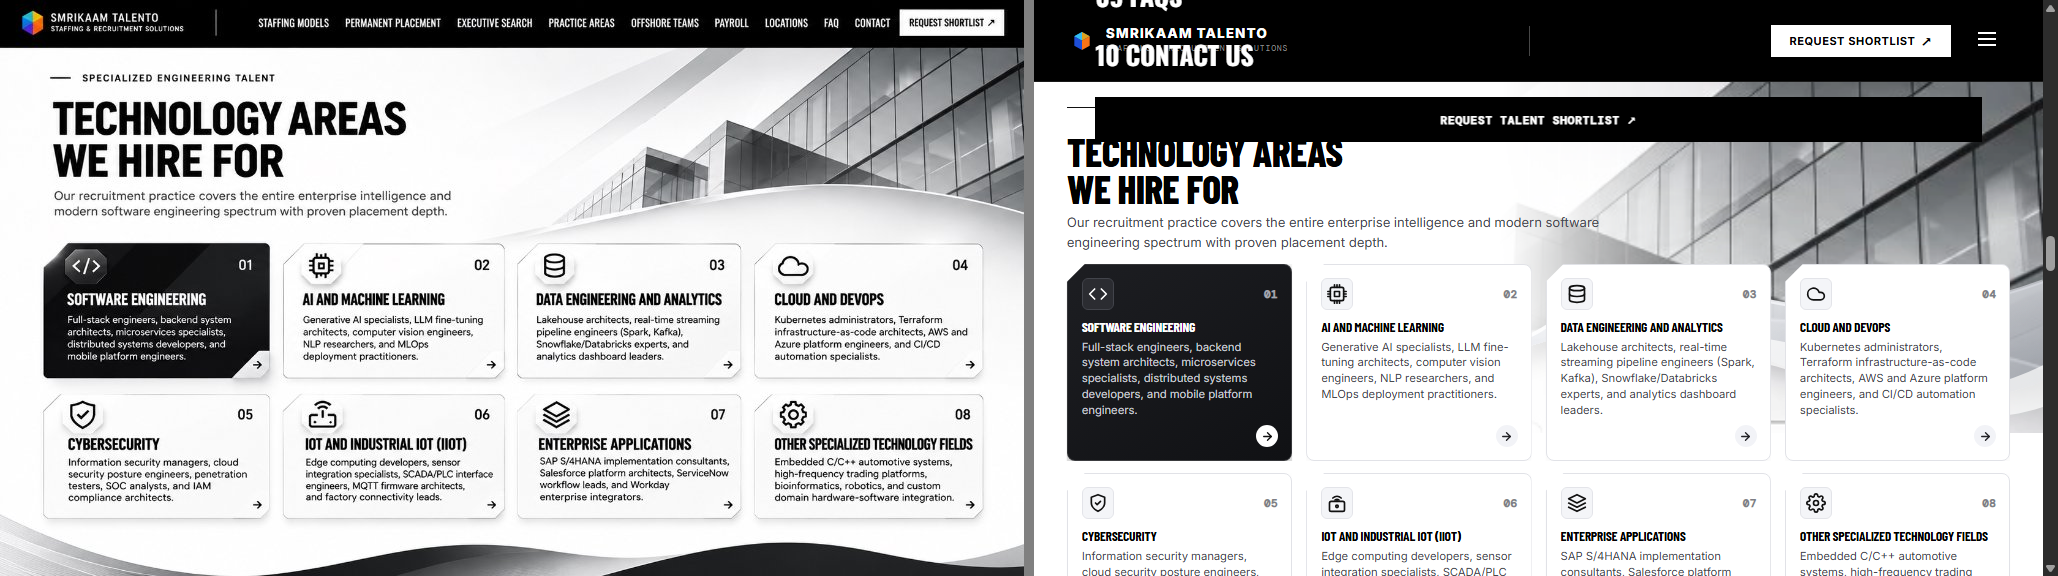 SMRIKAAM TALENTO
STAFFING & RECRUITMENT SOLUTIONS
STAFFING MODELS
PERMANENT PLACEMENT
EXECUTIVE SEARCH
PRACTICE AREAS
OFFSHORE TEAMS
PAYROLL
LOCATIONS
FAQ
CONTACT
REQUEST SHORTLIST ↗
SPECIALIZED ENGINEERING TALENT
TECHNOLOGY AREAS
WE HIRE FOR
Our recruitment practice covers the entire enterprise intelligence and
modern software engineering spectrum with proven placement depth.
01
SOFTWARE ENGINEERING
Full-stack engineers, backend system
architects, microservices specialists,
distributed systems developers, and
mobile platform engineers.
02
AI AND MACHINE LEARNING
Generative AI specialists, LLM fine-tuning
architects, computer vision engineers,
NLP researchers, and MLOps
deployment practitioners.
03
DATA ENGINEERING AND ANALYTICS
Lakehouse architects, real-time streaming
pipeline engineers (Spark, Kafka),
Snowflake/Databricks experts, and
analytics dashboard leaders.
04
CLOUD AND DEVOPS
Kubernetes administrators, Terraform
infrastructure-as-code architects, AWS and
Azure platform engineers, and CI/CD
automation specialists.
05
CYBERSECURITY
Information security managers, cloud
security posture engineers, penetration
testers, SOC analysts, and IAM
compliance architects.
06
IOT AND INDUSTRIAL IOT (IIOT)
Edge computing developers, sensor
integration specialists, SCADA/PLC interface
engineers, MQTT firmware architects,
and factory connectivity leads.
07
ENTERPRISE APPLICATIONS
SAP S/4HANA implementation consultants,
Salesforce platform architects, ServiceNow
workflow leads, and Workday
enterprise integrators.
08
OTHER SPECIALIZED TECHNOLOGY FIELDS
Embedded C/C++ automotive systems,
high-frequency trading platforms,
bioinformatics, robotics, and custom
domain hardware-software integration.
09 FAQS
SMRIKAAM TALENTO
10 CONTACT US
REQUEST SHORTLIST ↗
REQUEST TALENT SHORTLIST ↗
TECHNOLOGY AREAS
WE HIRE FOR
Our recruitment practice covers the entire enterprise intelligence and modern software
engineering spectrum with proven placement depth.
01
SOFTWARE ENGINEERING
Full-stack engineers, backend
system architects, microservices
specialists, distributed systems
developers, and mobile platform
engineers.
02
AI AND MACHINE LEARNING
Generative AI specialists, LLM fine-
tuning architects, computer vision
engineers, NLP researchers, and
MLOps deployment practitioners.
03
DATA ENGINEERING AND ANALYTICS
Lakehouse architects, real-time
streaming pipeline engineers (Spark,
Kafka), Snowflake/Databricks
experts, and analytics dashboard
leaders.
04
CLOUD AND DEVOPS
Kubernetes administrators,
Terraform infrastructure-as-code
architects, AWS and Azure platform
engineers, and CI/CD automation
specialists.
05
CYBERSECURITY
Information security managers,
cloud security posture engineers,
06
IOT AND INDUSTRIAL IOT (IIOT)
Edge computing developers, sensor
integration specialists, SCADA/PLC
07
ENTERPRISE APPLICATIONS
SAP S/4HANA implementation
consultants, Salesforce platform
08
OTHER SPECIALIZED TECHNOLOGY FIELDS
Embedded C/C++ automotive
systems, high-frequency trading